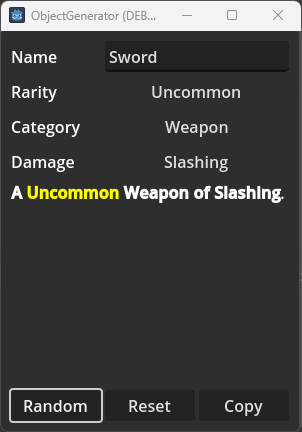 ObjectGenerator (DEB...
Name Sword
Rarity Uncommon
Category Weapon
Damage Slashing
A Uncommon Weapon of Slashing.
Random Reset Copy